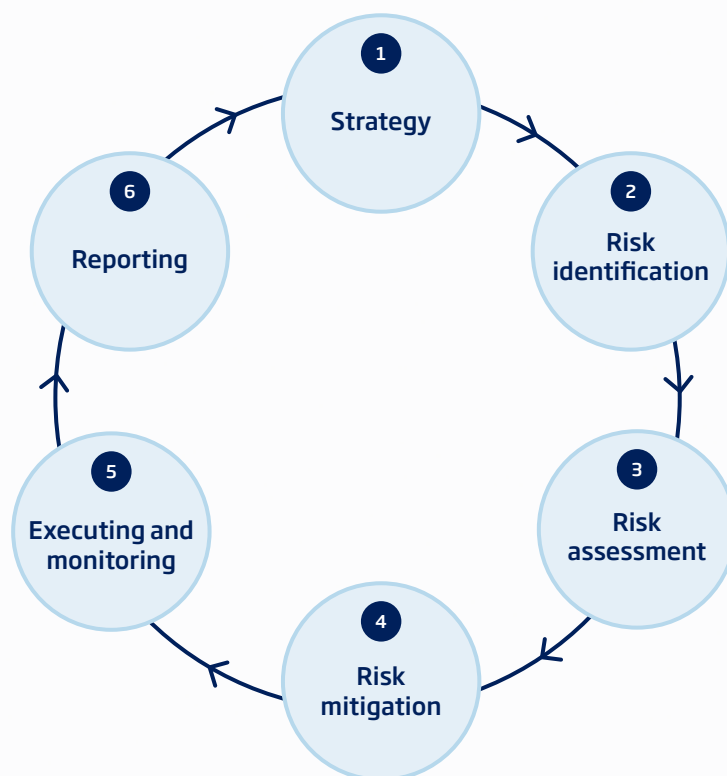 1
Strategy
2
Risk
identification
3
Risk
assessment
4
Risk
mitigation
5
Executing and
monitoring
6
Reporting